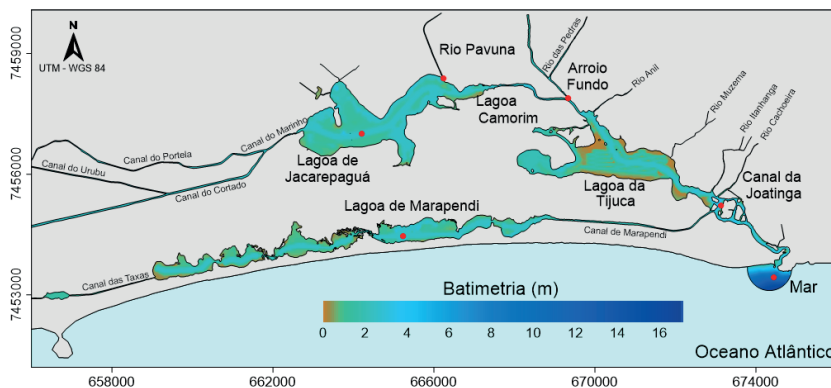 N
UTM - WGS 84
7459000
7456000
7453000
Rio Pavuna
Rio das Pedras
Arroio
Fundo
Rio Anil
Rio Muzema
Rio Itanhanga
Rio Cachoeira
Lagoa
Camorim
Canal do Marinho
Canal do Portela
Canal do Urubu
Canal do Cortado
Lagoa de
Jacarepaguá
Lagoa da
Tijuca
Canal da
Joatinga
Lagoa de Marapendi
Canal de Marapendi
Canal das Taxas
Mar
Batimetria (m)
0 2 4 6 8 10 12 14 16
Oceano Atlântico
658000 662000 666000 670000 674000